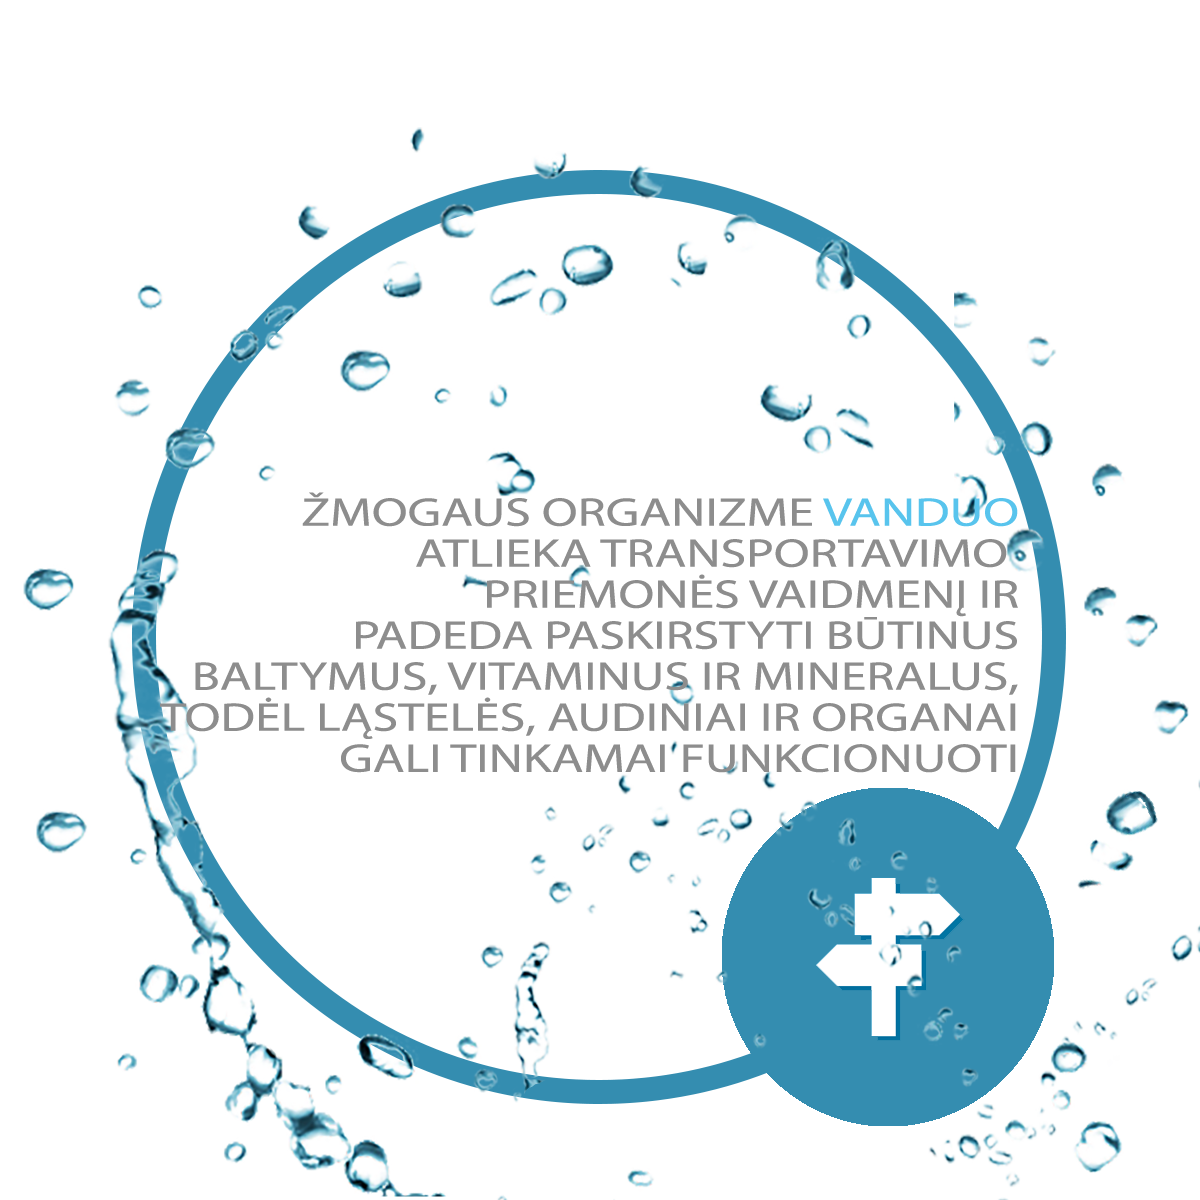 ŽMOGAUS ORGANIZME VANDUO
ATLIEKA TRANSPORTAVIMO
PRIEMONĖS VAIDMENĮ IR
PADEDA PASKIRSTYTI BŪTINUS
BALTYMUS, VITAMINUS IR MINERALUS,
TODĖL LĄSTELĖS, AUDINIAI IR ORGANAI
GALI TINKAMAI FUNKCIONUOTI